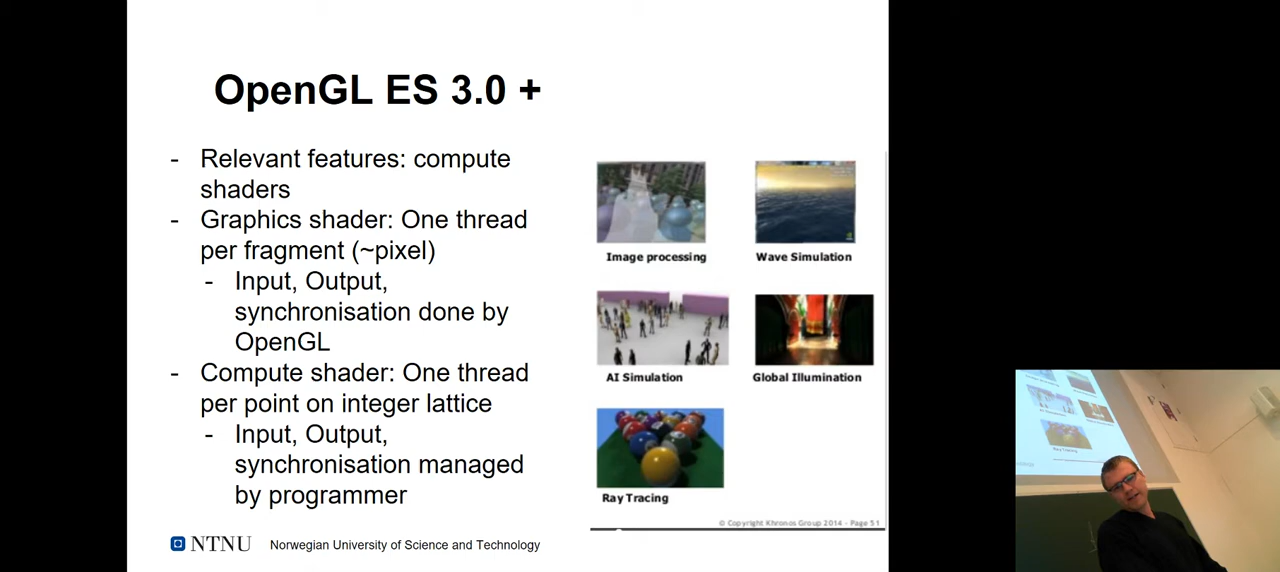 OpenGL ES 3.0 +
- Relevant features: compute
shaders
- Graphics shader: One thread
per fragment (~pixel)
- Input, Output,
synchronisation done by
OpenGL
- Compute shader: One thread
per point on integer lattice
- Input, Output,
synchronisation managed
by programmer
Image processing
Wave Simulation
AI Simulation
Global Illumination
Ray Tracing
© Copyright Khronos Group 2014 - Page 51
NTNU
Norwegian University of Science and Technology